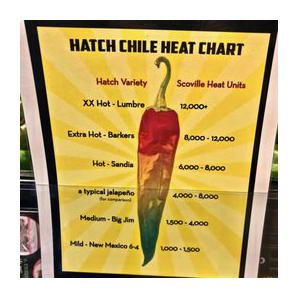 HATCH CHILE HEAT CHART
Hatch Variety Scoville Heat Units
XX Hot - Lumbre 12,000+
Extra Hot - Barkers 8,000 - 12,000
Hot - Sandia 6,000 - 8,000
a typical jalapeño 4,000 - 8,000
(for comparison)
Medium - Big Jim 1,500 - 4,000
Mild - New Mexico 6-4 1,000 - 1,500